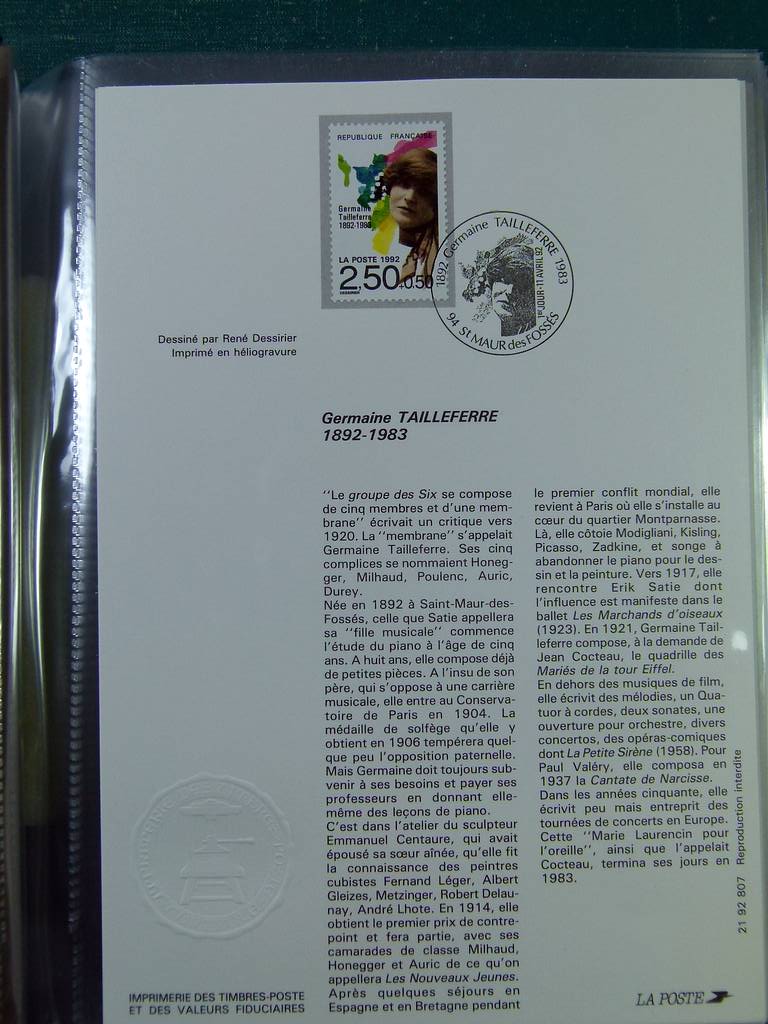 REPUBLIQUE FRANÇAISE
Germaine
Tailleferre
1892-1983
LA POSTE 1992
2,50+0,50
1892 Germaine TAILLEFERRE 1983
1ER JOUR-11 AVRIL 92
94 St MAUR des FOSSÉS
Dessiné par René Dessirier
Imprimé en héliogravure
Germaine TAILLEFERRE
1892-1983
‘‘Le groupe des Six se compose
de cinq membres et d'une mem-
brane’’ écrivait un critique vers
1920. La ‘‘membrane’’ s'appelait
Germaine Tailleferre. Ses cinq
complices se nommaient Honeg-
ger, Milhaud, Poulenc, Auric,
Durey.
Née en 1892 à Saint-Maur-des-
Fossés, celle que Satie appellera
sa ‘‘fille musicale’’ commence
l'étude du piano à l'âge de cinq
ans. A huit ans, elle compose déjà
de petites pièces. A l'insu de son
père, qui s'oppose à une carrière
musicale, elle entre au Conserva-
toire de Paris en 1904. La
médaille de solfège qu'elle y
obtient en 1906 tempérera quel-
que peu l'opposition paternelle.
Mais Germaine doit toujours sub-
venir à ses besoins et payer ses
professeurs en donnant elle-
même des leçons de piano.
C'est dans l'atelier du sculpteur
Emmanuel Centaure, qui avait
épousé sa sœur aînée, qu'elle fit
la connaissance des peintres
cubistes Fernand Léger, Albert
Gleizes, Metzinger, Robert Delau-
nay, André Lhote. En 1914, elle
obtient le premier prix de contre-
point et fera partie, avec ses
camarades de classe Milhaud,
Honegger et Auric de ce qu'on
appellera Les Nouveaux Jeunes.
Après quelques séjours en
Espagne et en Bretagne pendant
le premier conflit mondial, elle
revient à Paris où elle s'installe au
cœur du quartier Montparnasse.
Là, elle côtoie Modigliani, Kisling,
Picasso, Zadkine, et songe à
abandonner le piano pour le des-
sin et la peinture. Vers 1917, elle
rencontre Erik Satie dont
l'influence est manifeste dans le
ballet Les Marchands d'oiseaux
(1923). En 1921, Germaine Tail-
leferre compose, à la demande de
Jean Cocteau, le quadrille des
Mariés de la tour Eiffel.
En dehors des musiques de film,
elle écrivit des mélodies, un Qua-
tuor à cordes, deux sonates, une
ouverture pour orchestre, divers
concertos, des opéras-comiques
dont La Petite Sirène (1958). Pour
Paul Valéry, elle composa en
1937 la Cantate de Narcisse.
Dans les années cinquante, elle
écrivit peu mais entreprit des
tournées de concerts en Europe.
Cette ‘‘Marie Laurencin pour
l'oreille’’, ainsi que l'appelait
Cocteau, termina ses jours en
1983.
21 92 807 Reproduction interdite
IMPRIMERIE DES TIMBRES-POSTE
ET DES VALEURS FIDUCIAIRES
LA POSTE